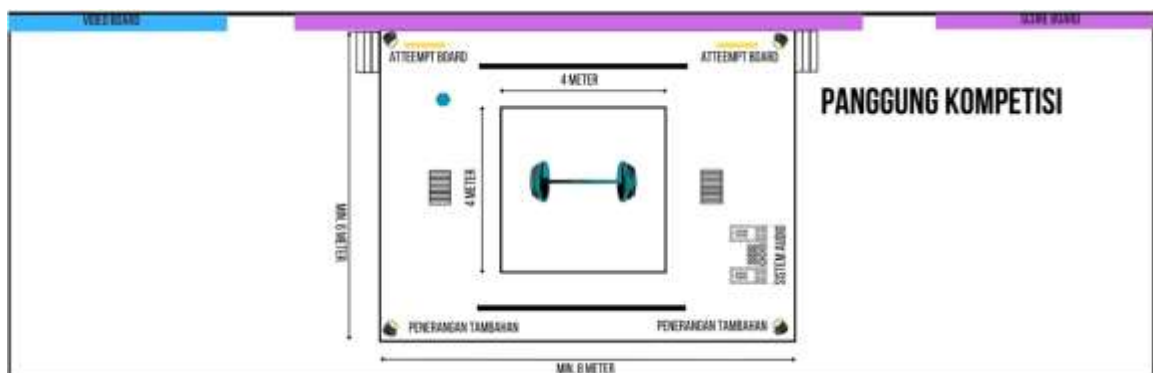 VIDEO BOARD
SCORE BOARD
ATTEEMPT BOARD
ATTEEMPT BOARD
4 METER
PANGGUNG KOMPETISI
4 METER
MIN. 6 METER
SISTEM AUDIO
PENERANGAN TAMBAHAN
PENERANGAN TAMBAHAN
MIN. 8 METER